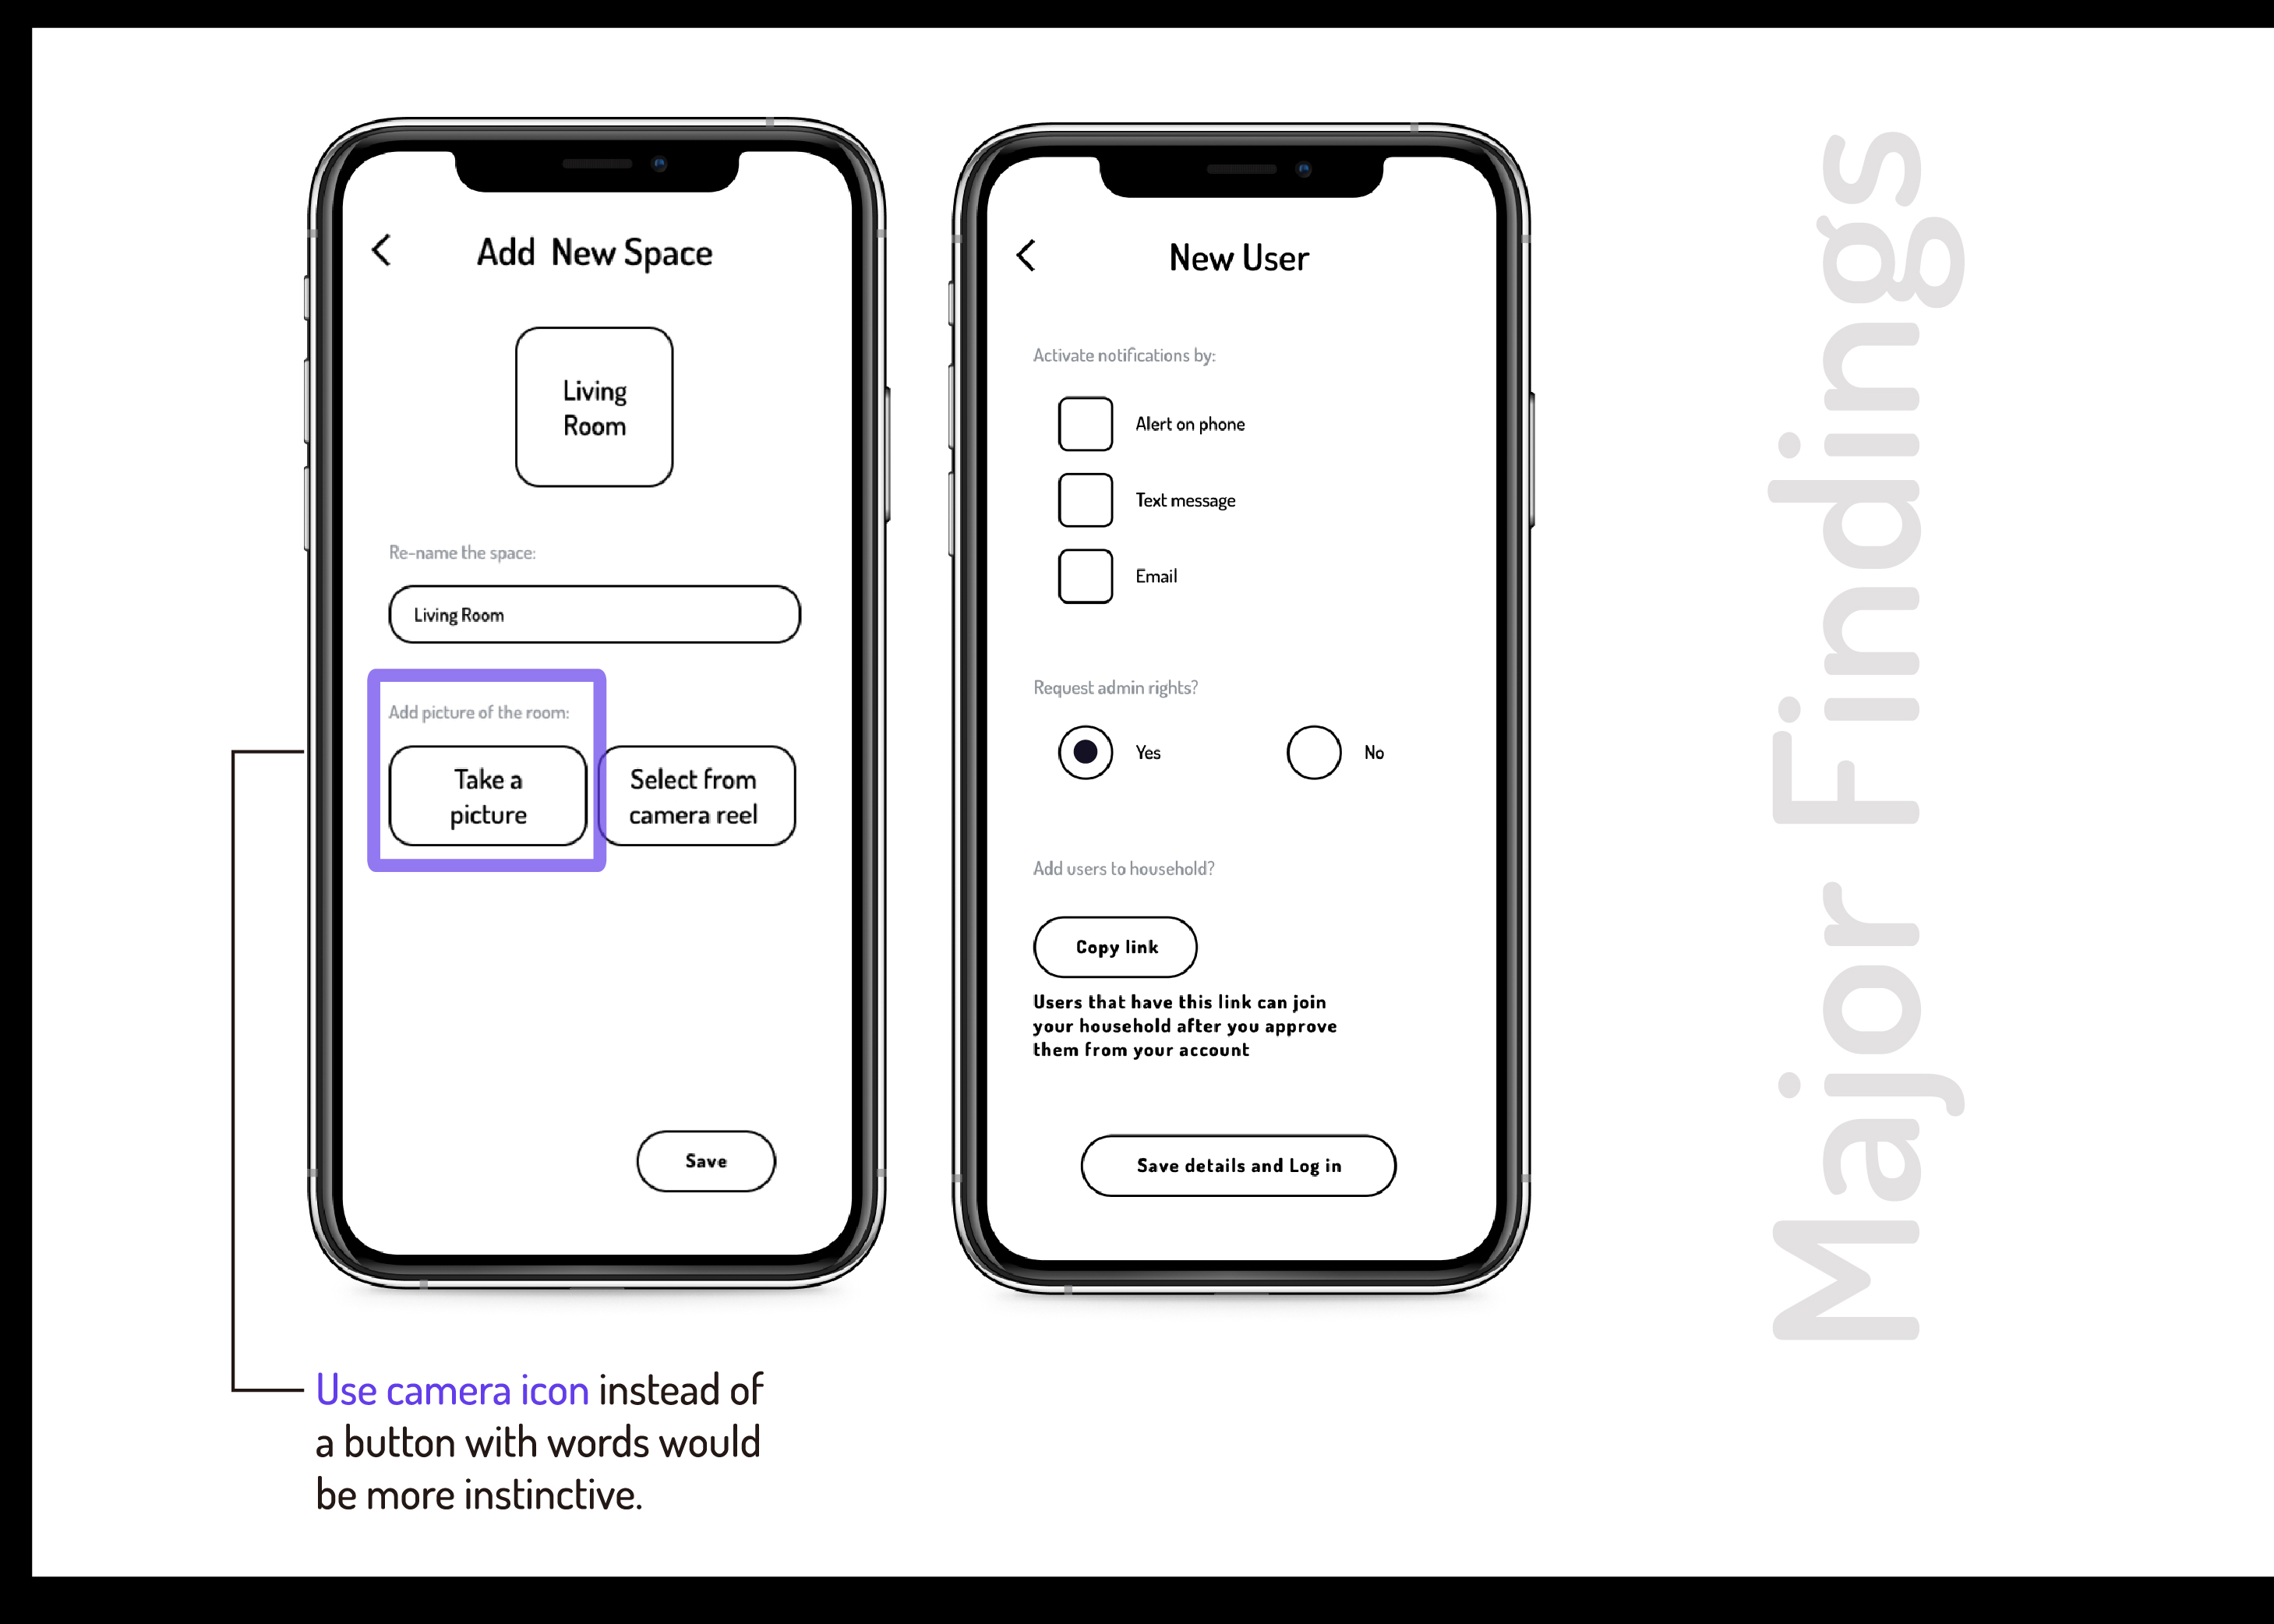 Add New Space
Living
Room
Re-name the space:
Living Room
Add picture of the room:
Take a
picture
Select from
camera reel
Save
New User
Activate notifications by:
Alert on phone
Text message
Email
Request admin rights?
Yes
No
Add users to household?
Copy link
Users that have this link can join
your household after you approve
them from your account
Save details and Log in
Use camera icon instead of
a button with words would
be more instinctive.
Major Findings